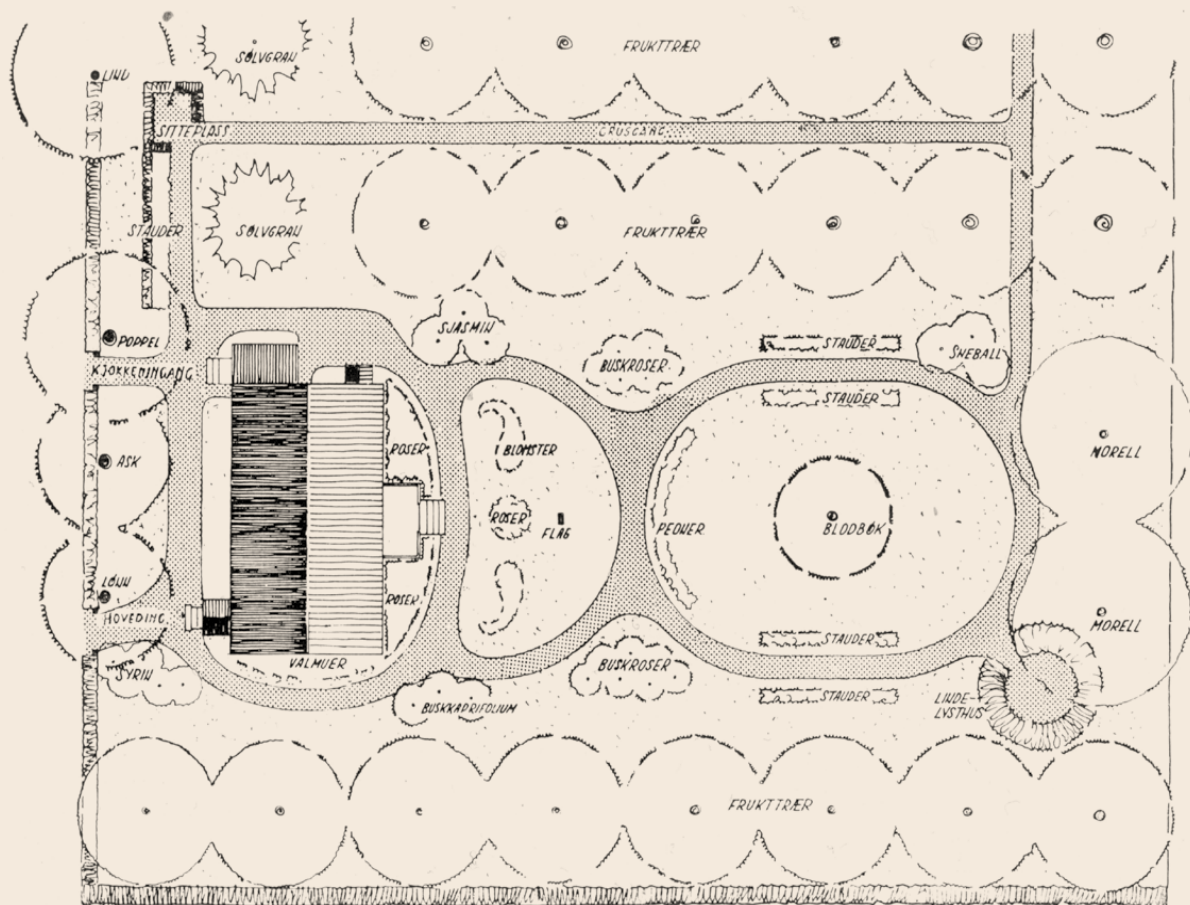 SØLVGRAN
FRUKTTRÆR
LIND
SITTEPLASS
GRUSGANG
STAUDER
SØLVGRAN
FRUKTTRÆR
SJASMIN
POPPEL
STAUDER
SNEBALL
BUSKROSER
KJØKKENINGANG
STAUDER
ROSER
BLOMSTER
MORELL
ASK
ROSER
FLAG
PEONER
BLODBØK
LØNN
ROSER
HOVEDING.
MORELL
STAUDER
VALMUER
BUSKROSER
SYRIN
STAUDER
LINDE-
LYSTHUS
BUSKKAPRIFOLIUM
FRUKTTRÆR